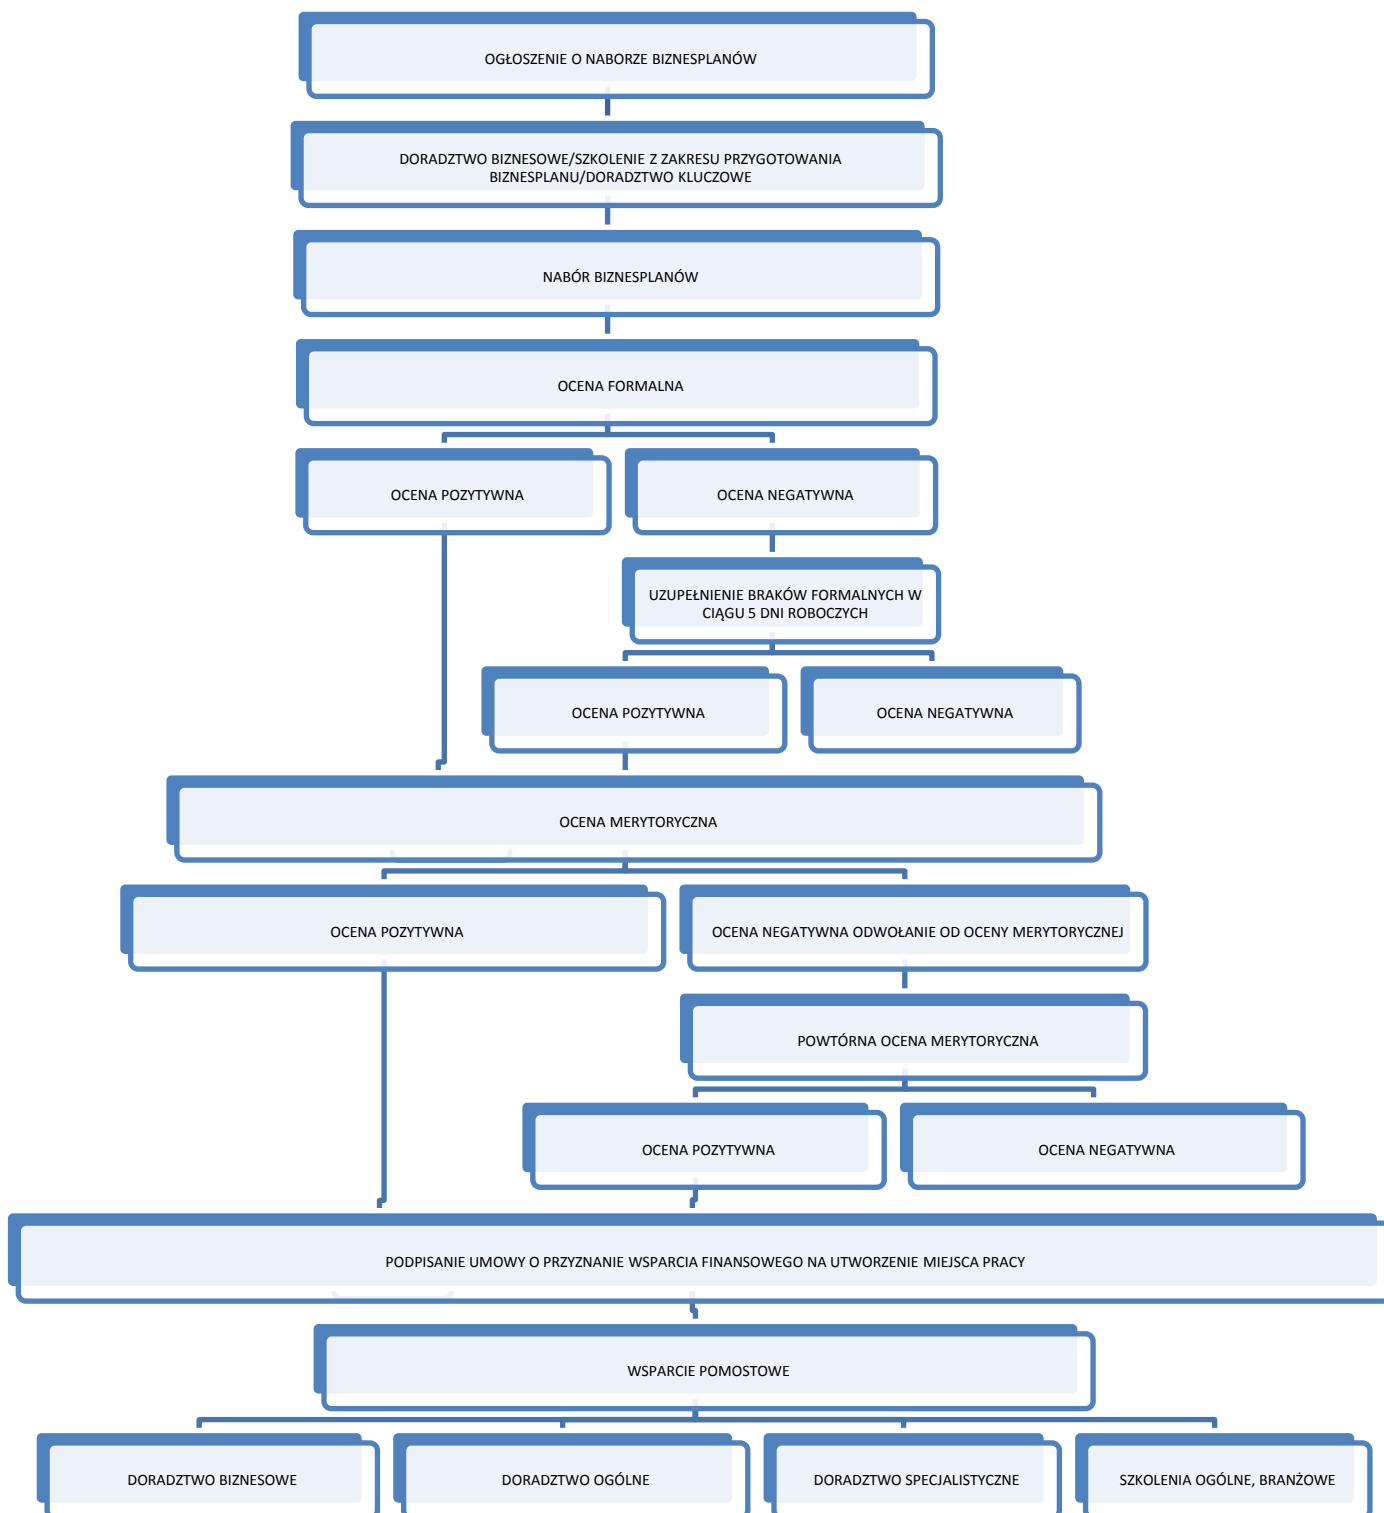 OGŁOSZENIE O NABORZE BIZNESPLANÓW
DORADZTWO BIZNESOWE/SZKOLENIE Z ZAKRESU PRZYGOTOWANIA
BIZNESPLANU/DORADZTWO KLUCZOWE
NABÓR BIZNESPLANÓW
OCENA FORMALNA
OCENA POZYTYWNA
OCENA NEGATYWNA
UZUPEŁNIENIE BRAKÓW FORMALNYCH W
CIĄGU 5 DNI ROBOCZYCH
OCENA POZYTYWNA
OCENA NEGATYWNA
OCENA MERYTORYCZNA
OCENA POZYTYWNA
OCENA NEGATYWNA ODWOŁANIE OD OCENY MERYTORYCZNEJ
POWTÓRNA OCENA MERYTORYCZNA
OCENA POZYTYWNA
OCENA NEGATYWNA
PODPISANIE UMOWY O PRZYZNANIE WSPARCIA FINANSOWEGO NA UTWORZENIE MIEJSCA PRACY
WSPARCIE POMOSTOWE
DORADZTWO BIZNESOWE
DORADZTWO OGÓLNE
DORADZTWO SPECJALISTYCZNE
SZKOLENIA OGÓLNE, BRANŻOWE